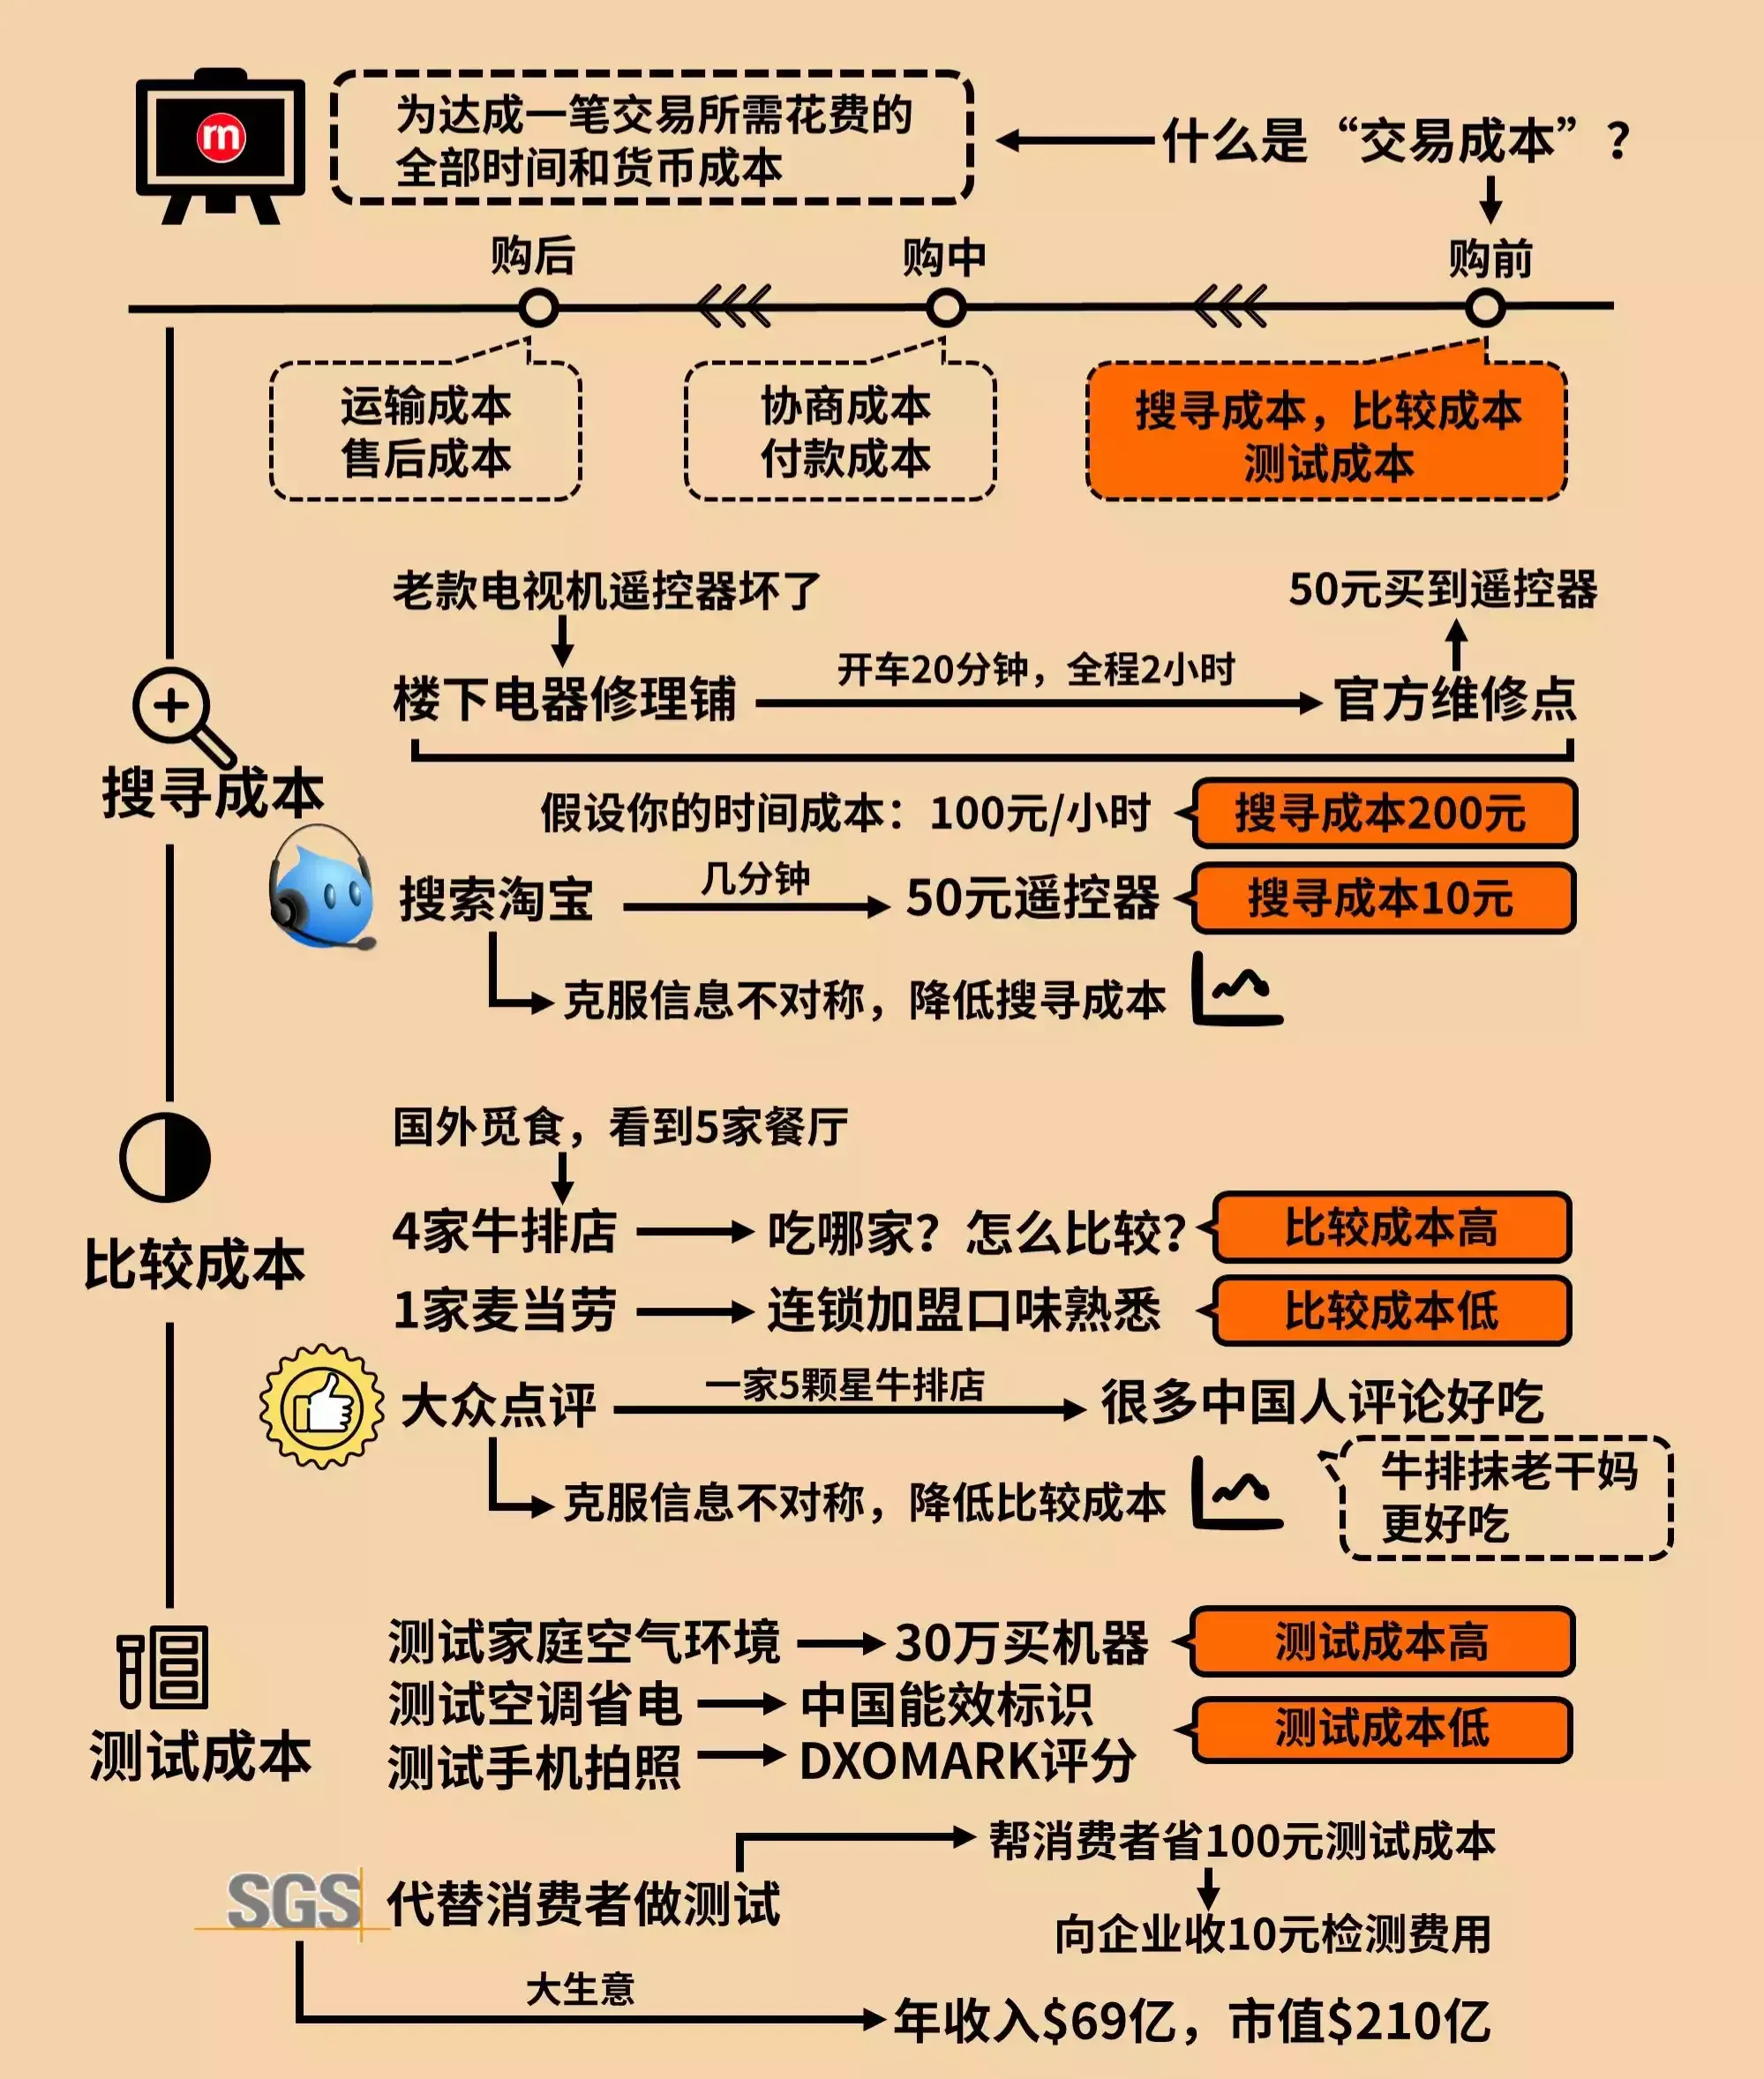 m
为达成一笔交易所需花费的
全部时间和货币成本
什么是“交易成本”？
购后
购中
购前
运输成本
售后成本
协商成本
付款成本
搜寻成本，比较成本
测试成本
老款电视机遥控器坏了
50元买到遥控器
楼下电器修理铺
开车20分钟，全程2小时
官方维修点
搜寻成本
假设你的时间成本：100元/小时
搜寻成本200元
搜索淘宝
几分钟
50元遥控器
搜寻成本10元
克服信息不对称，降低搜寻成本
国外觅食，看到5家餐厅
4家牛排店
吃哪家？怎么比较？
比较成本高
比较成本
1家麦当劳
连锁加盟口味熟悉
比较成本低
大众点评
一家5颗星牛排店
很多中国人评论好吃
牛排抹老干妈
更好吃
克服信息不对称，降低比较成本
测试家庭空气环境
30万买机器
测试成本高
测试空调省电
中国能效标识
测试成本低
测试成本
测试手机拍照
DXOMARK评分
帮消费者省100元测试成本
SGS
代替消费者做测试
向企业收10元检测费用
大生意
年收入$69亿，市值$210亿